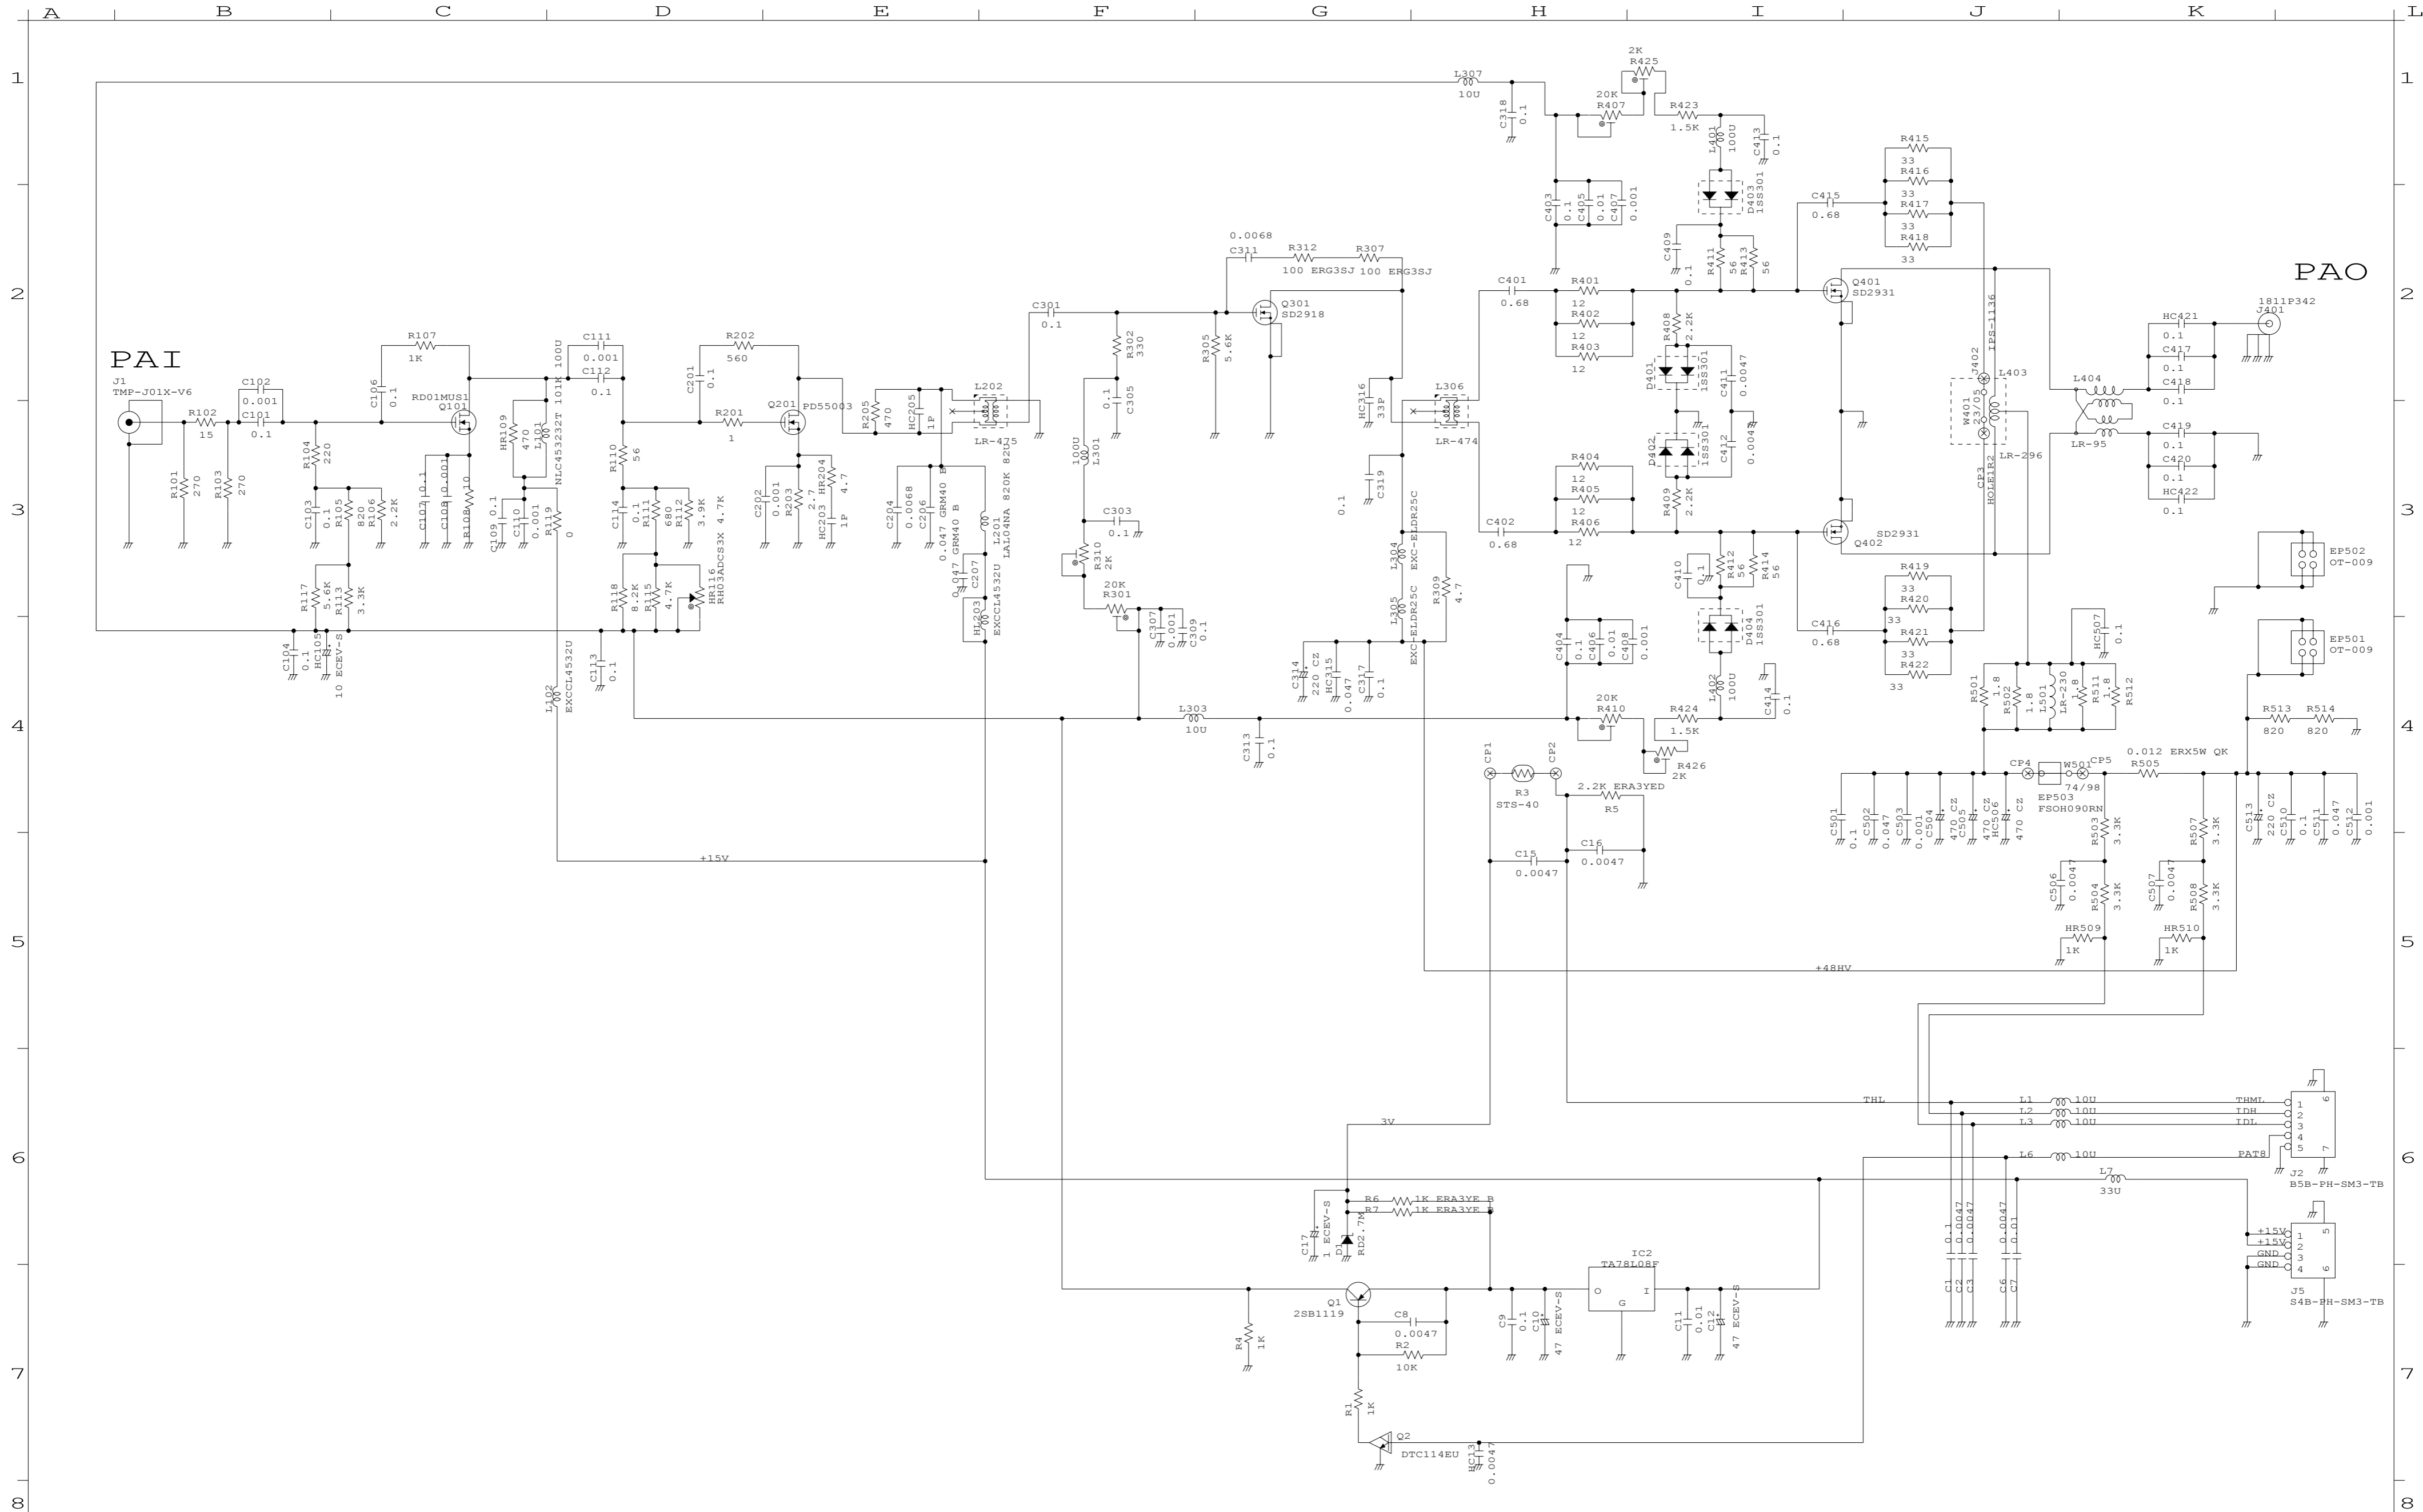 A B C D E F G H I J K L
1 1
2 2
3 3
4 4
5 5
6 6
7 7
8 8
PAI
J1
TMP-J01X-V6
R101
270
R102
15
R103
270
C102
0.001
C101
0.1
R104
220
C103
0.1
R105
820
R106
2.2K
C106
0.1
R107
1K
RD01MUS1
Q101
C107 0.1
C108 0.001
R108 10
HR109
470
L101
NLC453232T 101K 100U
C109 0.1
C110
0.001
R119
0
R117
5.6K
R113
3.3K
C104
0.1
HC105
10 ECEV-S
L102
EXCCL4532U
C111
0.001
C112
0.1
R110
56
C114
0.1
R111
680
R112
3.9K
R118
8.2K
R115
4.7K
HR116
RH03ADCS3X 4.7K
C113
0.1
C201
0.1
R202
560
R201
1
Q201
PD55003
C202
0.001
R203
2.7
HR204
4.7
HC203
1P
R205
470
HC205
1P
C204
0.0068
C206
0.047 GRM40 B
L201
LAL04NA 820K 82U
C207
0.047 GRM40 B
HL203
EXCCL4532U
L202
LR-475
+15V
C301
0.1
R302
330
C305
0.1
L301
100U
C303
0.1
R310
2K
20K
R301
C307
0.001
C309
0.1
L303
10U
C313
0.1
0.0068
C311
R312
100 ERG3SJ
R307
100 ERG3SJ
Q301
SD2918
R305
5.6K
HC316
33P
L306
LR-474
C319
0.1
L304
EXC-ELDR25C
L305
EXC-ELDR25C
R309
4.7
C314
220 CZ
HC315
0.047
C317
0.1
L307
10U
C318
0.1
2K
R425
20K
R407
R423
1.5K
L401
100U
C413
0.1
C403
0.1
C405
0.01
C407
0.001
D403
1SS301
C409
0.1
R411
56
R413
56
C401
0.68
R401
12
R402
12
R403
12
R408
2.2K
D401
1SS301
C411
0.0047
D402
1SS301
C412
0.0047
R409
2.2K
R404
12
R405
12
R406
12
C402
0.68
C410
0.1
R412
56
R414
56
D404
1SS301
C404
0.1
C406
0.01
C408
0.001
L402
100U
C414
0.1
20K
R410
R424
1.5K
R426
2K
Q401
SD2931
SD2931
Q402
C415
0.68
R415
33
R416
33
R417
33
R418
33
C416
0.68
R419
33
R420
R421
33
R422
33
J402
IPS-1136
L403
W401
23/05
LR-296
CP3
HOLE1R2
L404
LR-95
HC421
0.1
C417
0.1
C418
0.1
C419
0.1
C420
0.1
HC422
0.1
PAO
1811P342
J401
EP502
OT-009
EP501
OT-009
HC507
0.1
R501
1.8
R502
1.8
L501
LR-230
R511
1.8
R512
1.8
R513
820
R514
820
CP4
W501
74/98
CP5
EP503
FSOH090RN
0.012 ERX5W QK
R505
C501
0.1
C502
0.047
C503
0.001
C504
470 CZ
C505
470 CZ
HC506
470 CZ
R503
3.3K
C506
0.0047
R504
3.3K
HR509
1K
R507
3.3K
C507
0.0047
R508
3.3K
HR510
1K
C513
220 CZ
C510
0.1
C511
0.047
C512
0.001
+48HV
CP1
CP2
R3
STS-40
2.2K ERA3YED
R5
C15
0.0047
C16
0.0047
3V
THL
L1 10U THML
L2 10U IDH
L3 10U IDL
L6 10U PAT8
L7
33U
1
2
3
4
5
6
7
J2
B5B-PH-SM3-TB
+15V 1
+15V 2
GND 3
GND 4
5
6
J5
S4B-PH-SM3-TB
C1 0.1
C2 0.0047
C3 0.0047
C6 0.0047
C7 0.01
R6 1K ERA3YE B
R7 1K ERA3YE B
C17
1 ECEV-S
D1
RD2.7M
IC2
TA78L08F
O I
G
Q1
2SB1119
R4
1K
C8
0.0047
R2
10K
C9
0.1
C10
47 ECEV-S
C11
0.01
C12
47 ECEV-S
R1
1K
Q2
DTC114EU
HC13
0.0047